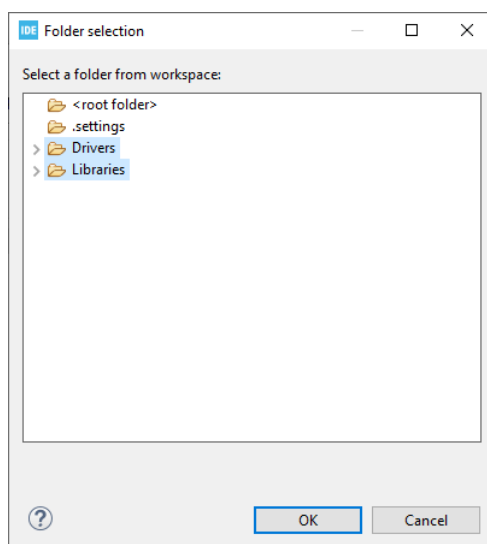 IDE Folder selection
Select a folder from workspace:
<root folder>
.settings
Drivers
Libraries
?
OK Cancel